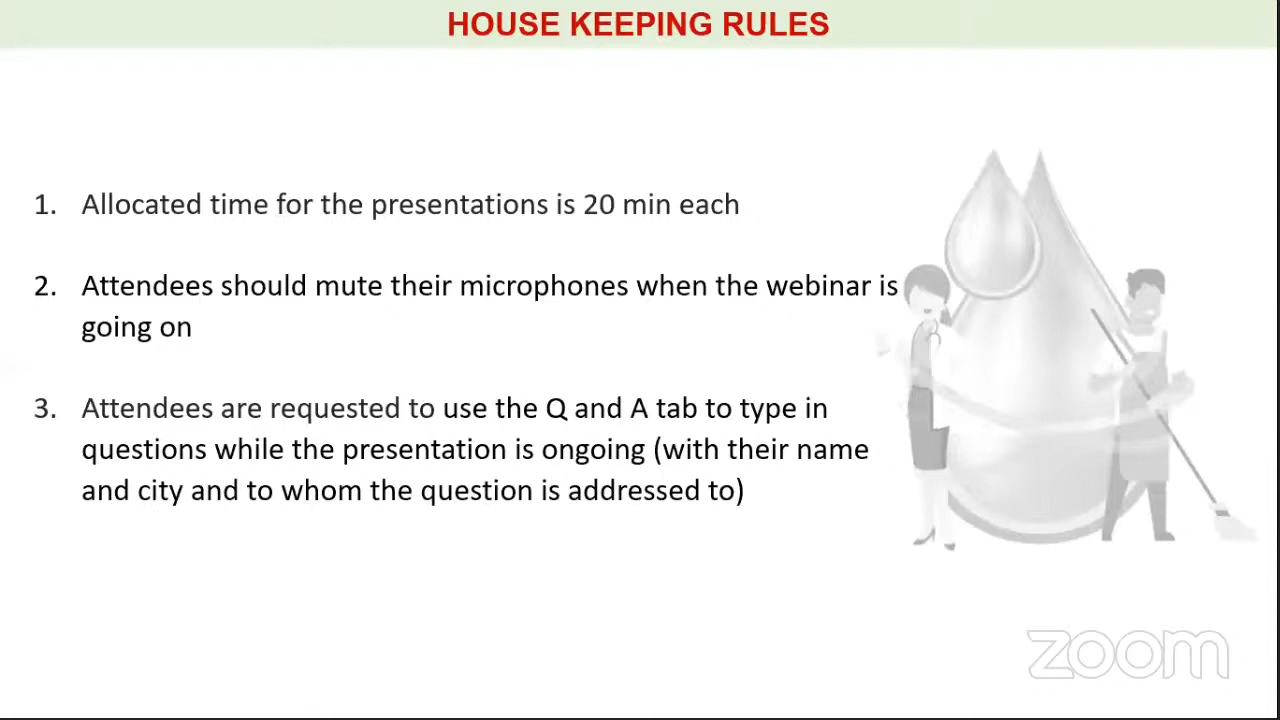 HOUSE KEEPING RULES
1. Allocated time for the presentations is 20 min each
2. Attendees should mute their microphones when the webinar is
going on
3. Attendees are requested to use the Q and A tab to type in
questions while the presentation is ongoing (with their name
and city and to whom the question is addressed to)
zoom